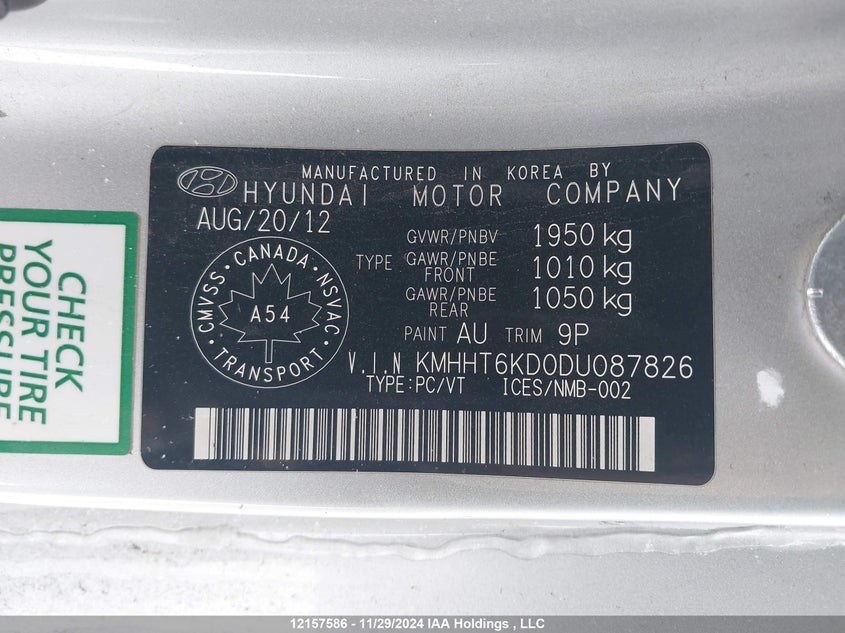 MANUFACTURED IN KOREA BY
HYUNDAI MOTOR COMPANY
AUG/20/12
GVWR/PNBV 1950 kg
TYPE
GAWR/PNBE FRONT 1010 kg
GAWR/PNBE REAR 1050 kg
PAINT AU TRIM 9P
CMVSS · CANADA · NSVAC
A54
· TRANSPORT ·
V.I.N KMHHT6KD0DU087826
TYPE:PC/VT ICES/NMB-002
CHECK
YOUR TIRE
PRESSURE
12157586 - 11/29/2024 IAA Holdings , LLC